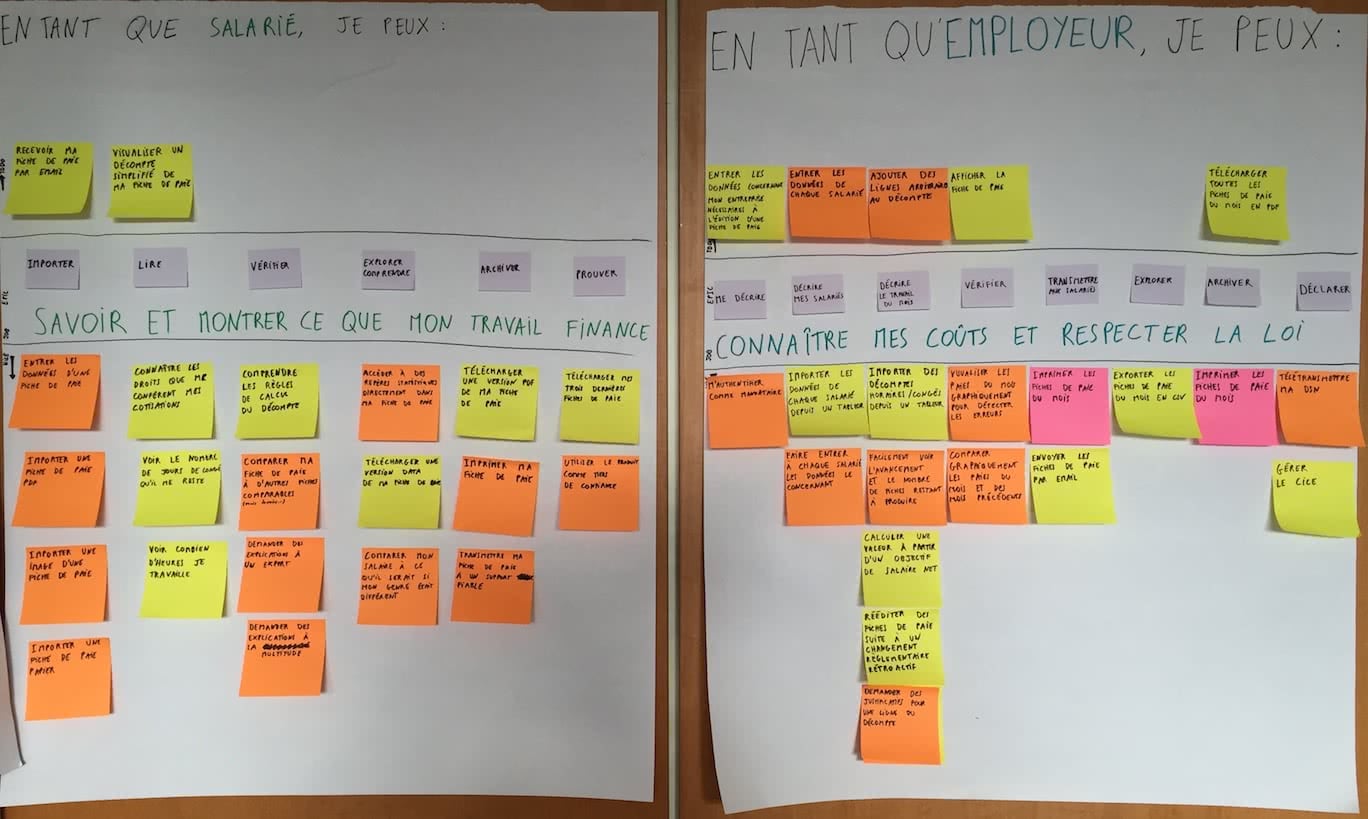 EN TANT QUE SALARIÉ, JE PEUX :
RECEVOIR MA
FICHE DE PAIE
PAR EMAIL
VISUALISER UN
DÉCOMPTE
SIMPLIFIÉ DE
MA FICHE DE PAIE
TODO
EPIC
IMPORTER
LIRE
VÉRIFIER
EXPLORER
COMPRENDRE
ARCHIVER
PROUVER
JOB
SAVOIR ET MONTRER CE QUE MON TRAVAIL FINANCE
NICE
ENTRER LES
DONNÉES D'UNE
FICHE DE PAIE
IMPORTER UNE
FICHE DE PAIE
PDF
IMPORTER UNE
IMAGE D'UNE
FICHE DE PAIE
IMPORTER UNE
FICHE DE PAIE
PAPIER
CONNAÎTRE LES
DROITS QUE ME
CONFÈRENT MES
COTISATIONS
VOIR LE NOMBRE
DE JOURS DE CONGÉ
QU'IL ME RESTE
VOIR COMBIEN
D'HEURES JE
TRAVAILLE
COMPRENDRE
LES RÈGLES
DE CALCUL
DU DÉCOMPTE
COMPARER MA
FICHE DE PAIE
À D'AUTRES FICHES
COMPARABLES
DEMANDER DES
EXPLICATIONS À
UN EXPERT
DEMANDER DES
EXPLICATIONS À
LA
MULTITUDE
ACCÉDER À DES
REPÈRES STATISTIQUES
DIRECTEMENT DANS
MA FICHE DE PAIE
TÉLÉCHARGER UNE
VERSION DATA
DE MA FICHE DE PAIE
COMPARER MON
SALAIRE À CE
QU'IL SERAIT SI
MON GENRE ÉTAIT
DIFFÉRENT
TÉLÉCHARGER
UNE VERSION PDF
DE MA FICHE
DE PAIE
IMPRIMER MA
FICHE DE PAIE
TRANSMETTRE MA
FICHE DE PAIE
À UN SUPPORT
FIABLE
TÉLÉCHARGER MES
TROIS DERNIÈRES
FICHES DE PAIE
UTILISER LE PRODUIT
COMME TIERS
DE CONFIANCE
EN TANT QU'EMPLOYEUR, JE PEUX :
ENTRER LES
DONNÉES CONCERNANT
MON ENTREPRISE
NÉCESSAIRES À
L'ÉDITION D'UNE
FICHE DE PAIE
ENTRER LES
DONNÉES DE
CHAQUE SALARIÉ
AJOUTER DES
LIGNES ARBITRAIRES
AU DÉCOMPTE
AFFICHER LA
FICHE DE PAIE
TÉLÉCHARGER
TOUTES LES
FICHES DE PAIE
DU MOIS EN PDF
TODO
EPIC
ME DÉCRIRE
DÉCRIRE
MES SALARIÉS
DÉCRIRE
LE TRAVAIL
DU MOIS
VÉRIFIER
TRANSMETTRE
AUX SALARIÉS
EXPLORER
ARCHIVER
DÉCLARER
JOB
CONNAÎTRE MES COÛTS ET RESPECTER LA LOI
M'AUTHENTIFIER
COMME MANDATAIRE
IMPORTER LES
DONNÉES DE
CHAQUE SALARIÉ
DEPUIS UN TABLEUR
FAIRE ENTRER
À CHAQUE SALARIÉ
LES DONNÉES LE
CONCERNANT
IMPORTER DES
DÉCOMPTES
HORAIRES/CONGÉS
DEPUIS UN TABLEUR
FACILEMENT VOIR
L'AVANCEMENT
ET LE NOMBRE
DE FICHES RESTANT
À PRODUIRE
CALCULER UNE
VALEUR À PARTIR
D'UN OBJECTIF
DE SALAIRE NET
RÉÉDITER DES
FICHES DE PAIE
SUITE À UN
CHANGEMENT
RÉGLEMENTAIRE
RÉTROACTIF
DEMANDER DES
JUSTIFICATIFS POUR
UNE LIGNE DU
DÉCOMPTE
VISUALISER LES
PAIES DU MOIS
GRAPHIQUEMENT
POUR DÉTECTER
LES ERREURS
COMPARER
GRAPHIQUEMENT
LES PAIES DU
MOIS ET DES
MOIS PRÉCÉDENTS
IMPRIMER LES
FICHES DE PAIE
DU MOIS
ENVOYER LES
FICHES DE PAIE
PAR EMAIL
EXPORTER LES
FICHES DE PAIE
DU MOIS EN CSV
IMPRIMER LES
FICHES DE PAIE
DU MOIS
TÉLÉTRANSMETTRE
MA DSN
GÉRER
LE CICE